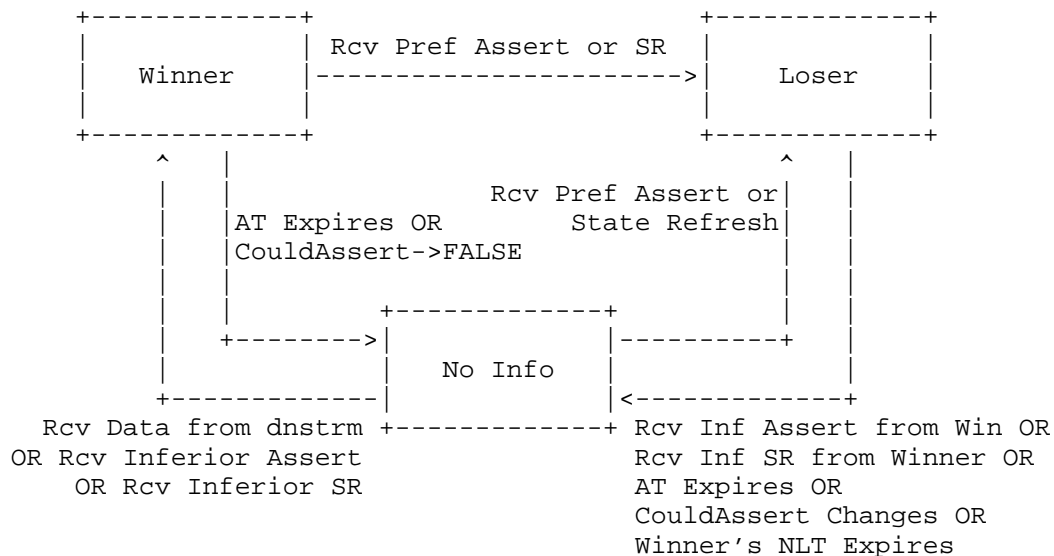 Rcv Pref Assert or SR
Winner
Loser
Rcv Pref Assert or
State Refresh
AT Expires OR
CouldAssert->FALSE
No Info
Rcv Data from dnstrm
OR Rcv Inferior Assert
OR Rcv Inferior SR
Rcv Inf Assert from Win OR
Rcv Inf SR from Winner OR
AT Expires OR
CouldAssert Changes OR
Winner's NLT Expires